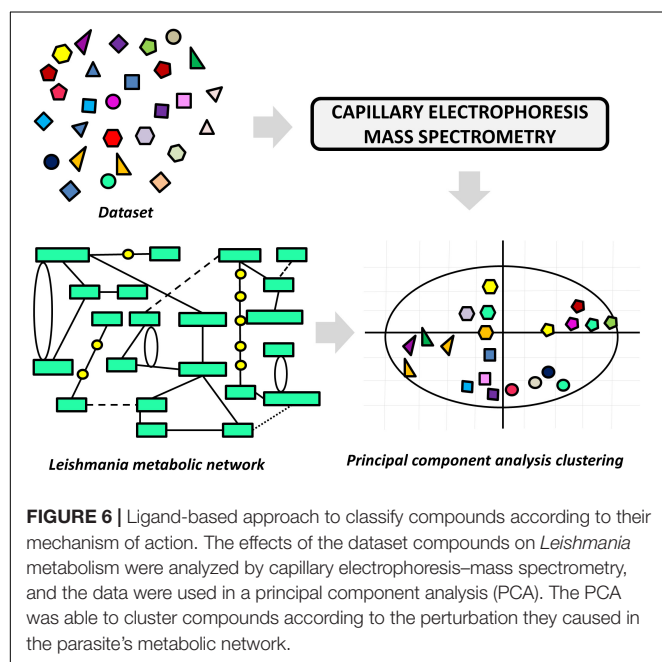 CAPILLARY ELECTROPHORESIS
MASS SPECTROMETRY
Dataset
Leishmania metabolic network
Principal component analysis clustering
FIGURE 6 | Ligand-based approach to classify compounds according to their
mechanism of action. The effects of the dataset compounds on Leishmania
metabolism were analyzed by capillary electrophoresis–mass spectrometry,
and the data were used in a principal component analysis (PCA). The PCA
was able to cluster compounds according to the perturbation they caused in
the parasite's metabolic network.